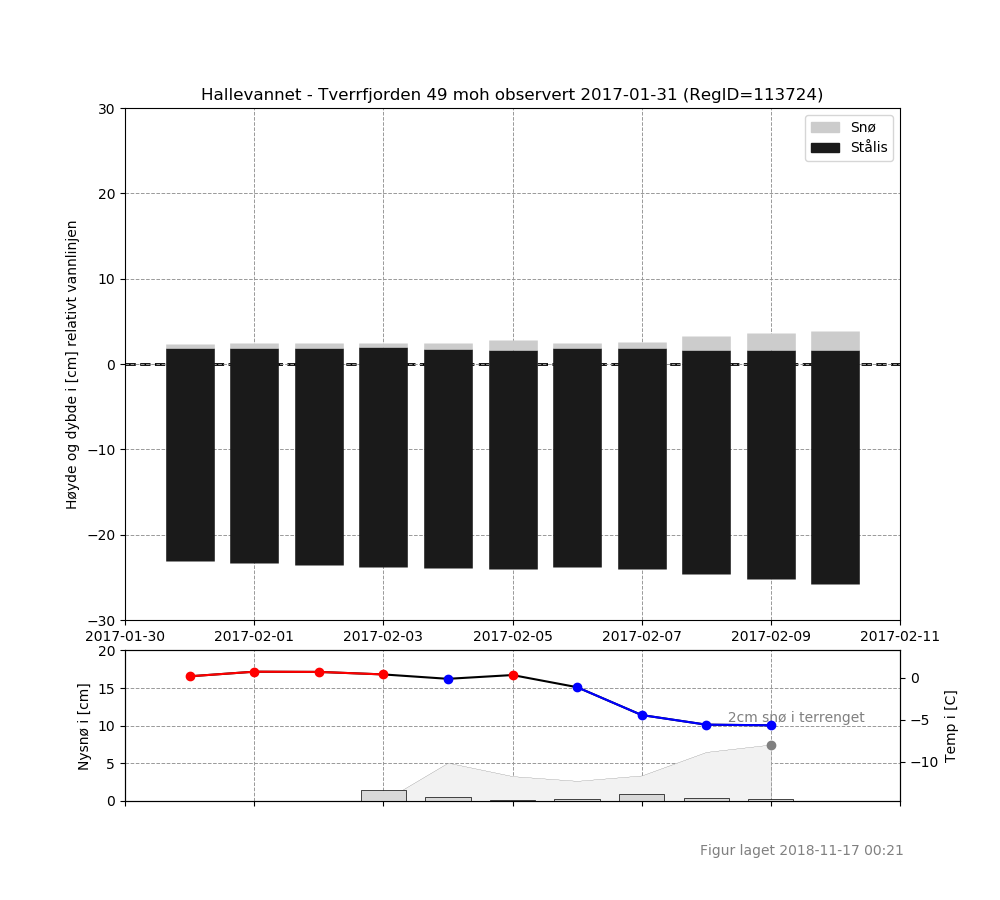 Hallevannet - Tverrfjorden 49 moh observert 2017-01-31 (RegID=113724)
Snø
Stålis
Høyde og dybde i [cm] relativt vannlinjen
30
20
10
0
−10
−20
−30
2017-01-30 2017-02-01 2017-02-03 2017-02-05 2017-02-07 2017-02-09 2017-02-11
Nysnø i [cm]
20
15
10
5
0
2cm snø i terrenget
0
−5
−10
Temp i [C]
Figur laget 2018-11-17 00:21